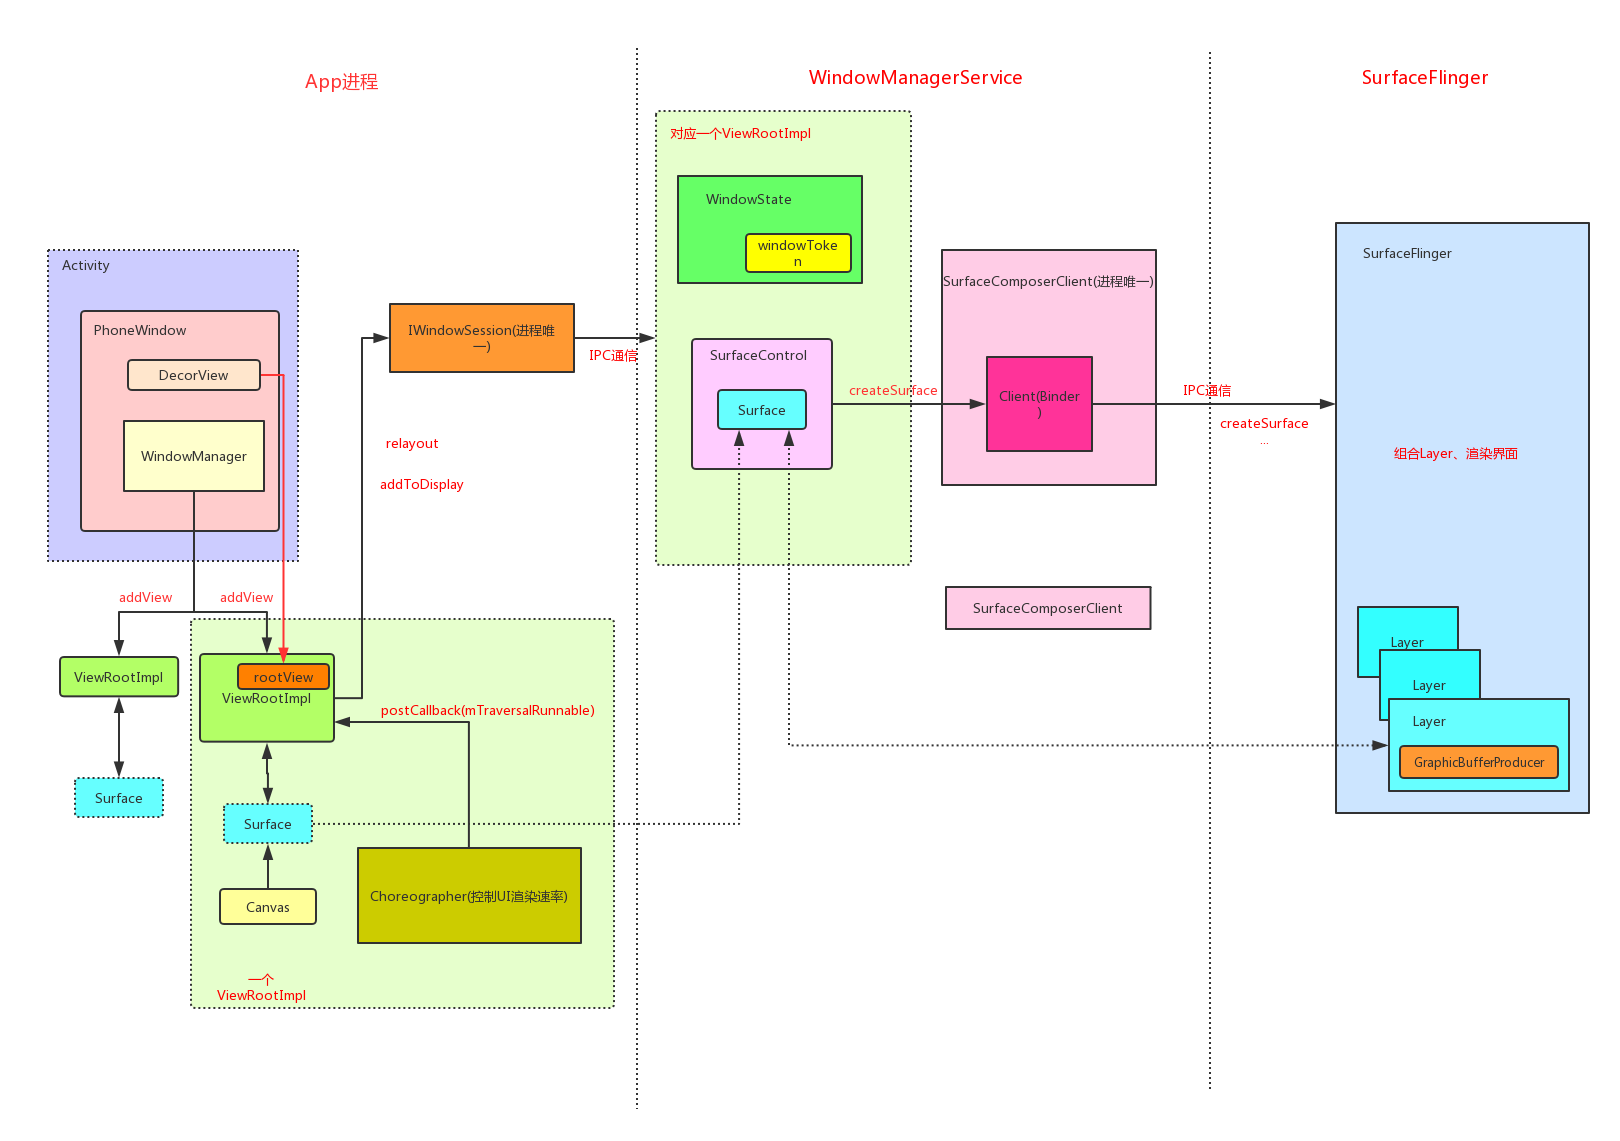 App进程
WindowManagerService
SurfaceFlinger
对应一个ViewRootImpl
WindowState
windowToke
n
Activity
PhoneWindow
DecorView
WindowManager
IWindowSession(进程唯
一)
IPC通信
SurfaceControl
Surface
createSurface
SurfaceComposerClient(进程唯一)
Client(Binder
)
IPC通信
createSurface
...
SurfaceFlinger
组合Layer、渲染界面
relayout
addToDisplay
addView
addView
ViewRootImpl
Surface
rootView
ViewRootImpl
postCallback(mTraversalRunnable)
Surface
Canvas
Choreographer(控制UI渲染速率)
一个
ViewRootImpl
SurfaceComposerClient
Layer
Layer
Layer
GraphicBufferProducer